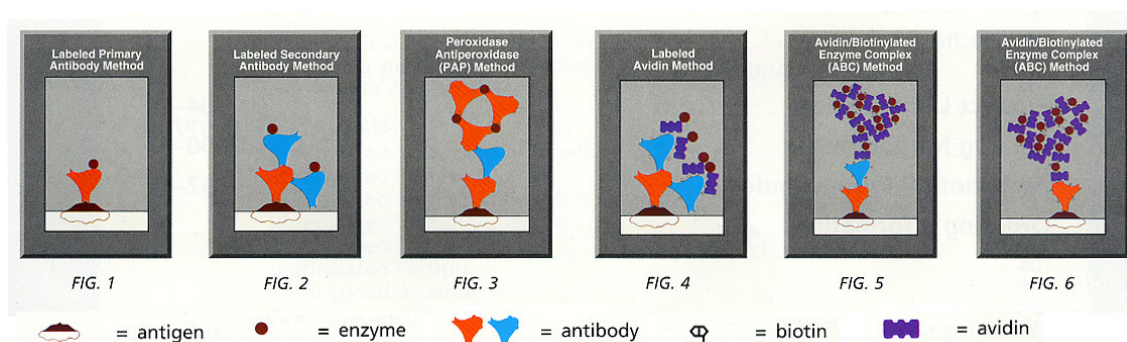 Labeled Primary
Antibody Method
Labeled Secondary
Antibody Method
Peroxidase
Antiperoxidase
(PAP) Method
Labeled
Avidin Method
Avidin/Biotinylated
Enzyme Complex
(ABC) Method
Avidin/Biotinylated
Enzyme Complex
(ABC) Method
FIG. 1
FIG. 2
FIG. 3
FIG. 4
FIG. 5
FIG. 6
= antigen
= enzyme
= antibody
= biotin
= avidin